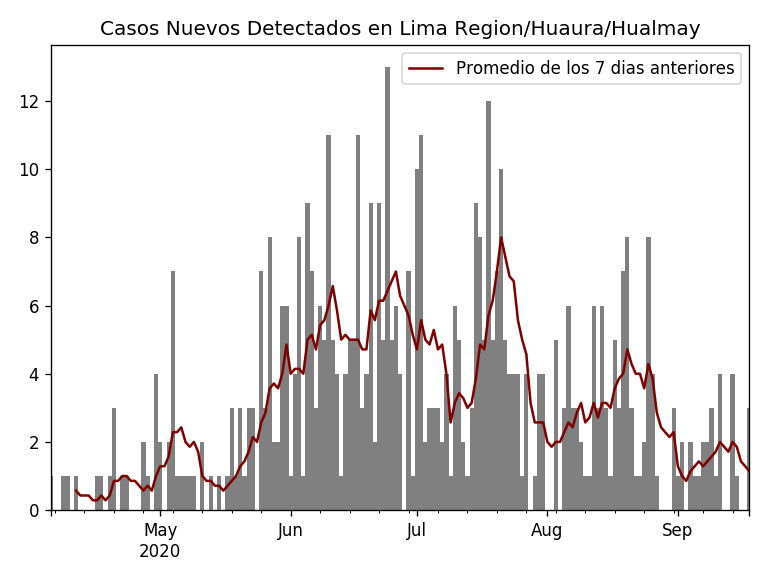 Casos Nuevos Detectados en Lima Region/Huaura/Hualmay
Promedio de los 7 dias anteriores
12
10
8
6
4
2
0
May Jun Jul Aug Sep
2020